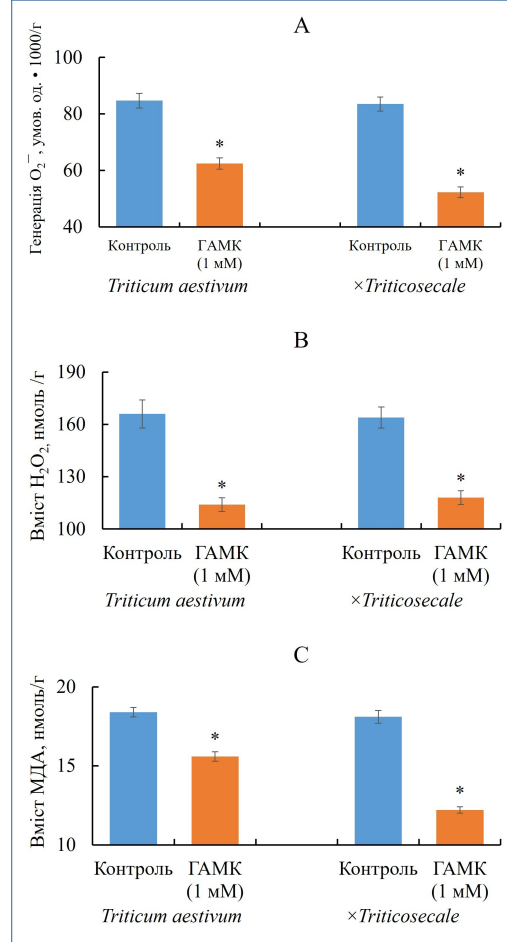 A
Генерація O₂⁻, умов. од. • 1000/г
100
80
60
40
*
*
Контроль ГАМК (1 мМ) Контроль ГАМК (1 мМ)
Triticum aestivum ×Triticosecale
B
Вміст H₂O₂, нмоль /г
190
160
130
100
*
*
Контроль ГАМК (1 мМ) Контроль ГАМК (1 мМ)
Triticum aestivum ×Triticosecale
C
Вміст МДА, нмоль/г
20
15
10
*
*
Контроль ГАМК (1 мМ) Контроль ГАМК (1 мМ)
Triticum aestivum ×Triticosecale